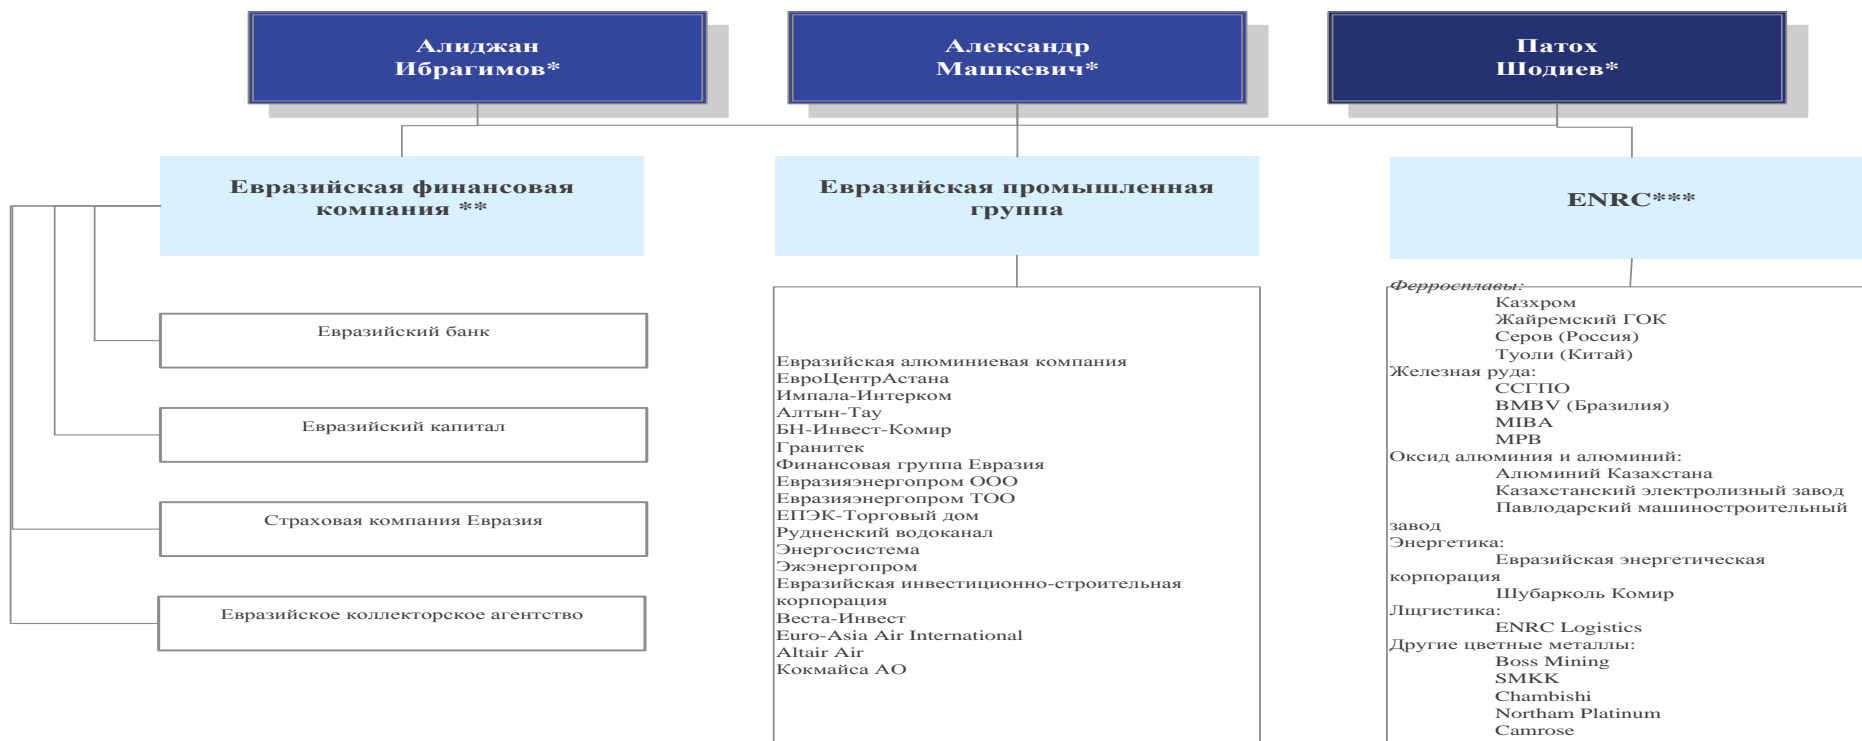 Алиджан
Ибрагимов*
Александр
Машкевич*
Патох
Шодиев*
Евразийская финансовая
компания **
Евразийская промышленная
группа
ENRC***
Евразийский банк
Евразийский капитал
Страховая компания Евразия
Евразийское коллекторское агентство
Евразийская алюминиевая компания
ЕвроЦентрАстана
Импала-Интерком
Алтын-Тау
БН-Инвест-Комир
Гранитек
Финансовая группа Евразия
Евразияэнергопром ООО
Евразияэнергопром ТОО
ЕПЭК-Торговый дом
Рудненский водоканал
Энергосистема
Эжэнергопром
Евразийская инвестиционно-строительная
корпорация
Веста-Инвест
Euro-Asia Air International
Altair Air
Кокмайса АО
Ферросплавы:
Казхром
Жайремский ГОК
Серов (Россия)
Туоли (Китай)
Железная руда:
ССГПО
BMBV (Бразилия)
MIBA
MPB
Оксид алюминия и алюминий:
Алюминий Казахстана
Казахстанский электролизный завод
Павлодарский машиностроительный
завод
Энергетика:
Евразийская энергетическая
корпорация
Шубарколь Комир
Лщгистика:
ENRC Logistics
Другие цветные металлы:
Boss Mining
SMKK
Chambishi
Northam Platinum
Camrose